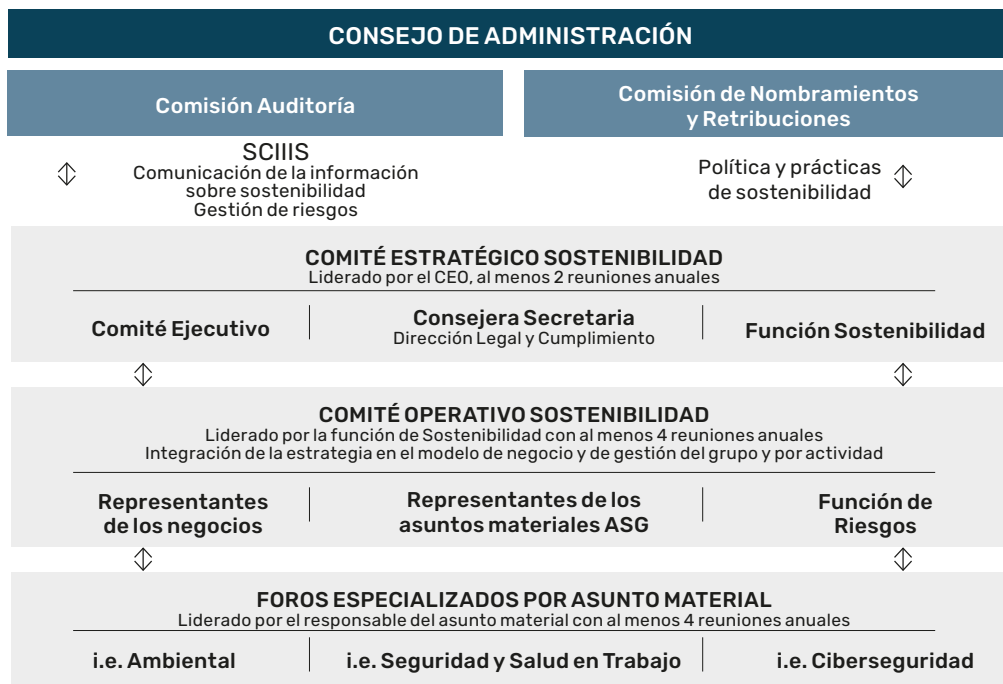 CONSEJO DE ADMINISTRACIÓN
Comisión Auditoría
Comisión de Nombramientos
y Retribuciones
SCIIIS
Comunicación de la información
sobre sostenibilidad
Gestión de riesgos
Política y prácticas
de sostenibilidad
COMITÉ ESTRATÉGICO SOSTENIBILIDAD
Liderado por el CEO, al menos 2 reuniones anuales
Comité Ejecutivo
Consejera Secretaria
Dirección Legal y Cumplimiento
Función Sostenibilidad
COMITÉ OPERATIVO SOSTENIBILIDAD
Liderado por la función de Sostenibilidad con al menos 4 reuniones anuales
Integración de la estrategia en el modelo de negocio y de gestión del grupo y por actividad
Representantes
de los negocios
Representantes de los
asuntos materiales ASG
Función de
Riesgos
FOROS ESPECIALIZADOS POR ASUNTO MATERIAL
Liderado por el responsable del asunto material con al menos 4 reuniones anuales
i.e. Ambiental
i.e. Seguridad y Salud en Trabajo
i.e. Ciberseguridad